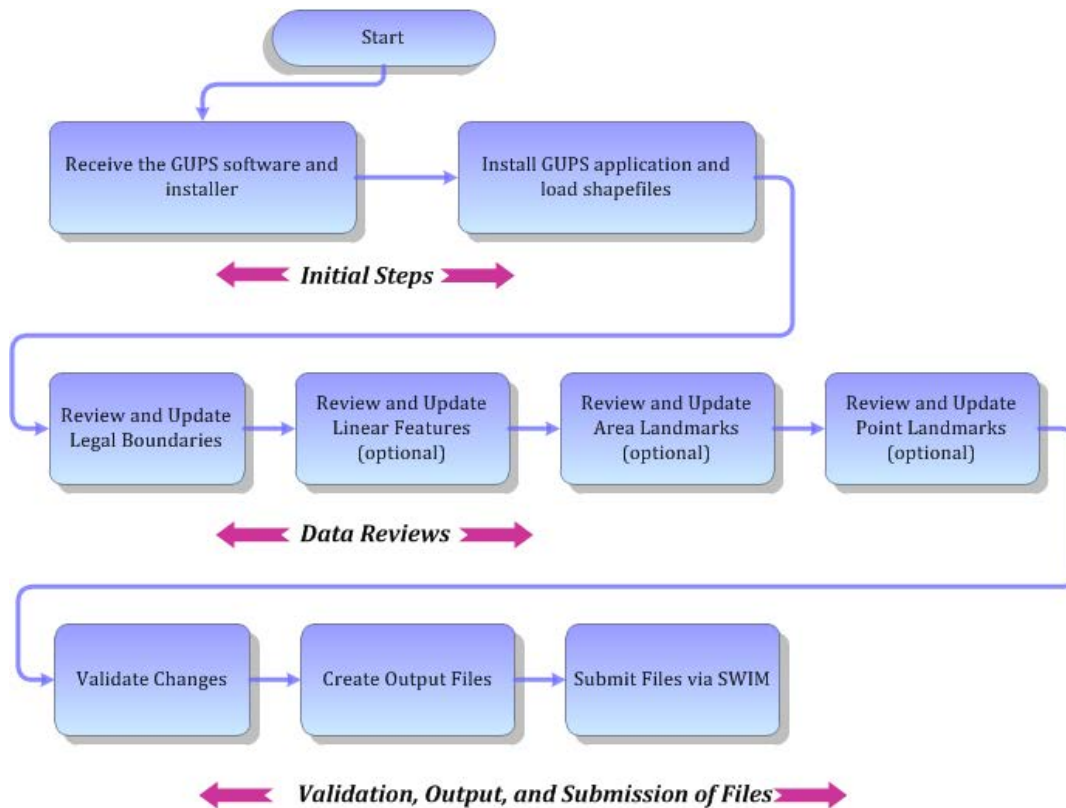 Start
Receive the GUPS software and
installer
Install GUPS application and
load shapefiles
Initial Steps
Review and Update
Legal Boundaries
Review and Update
Linear Features
(optional)
Review and Update
Area Landmarks
(optional)
Review and Update
Point Landmarks
(optional)
Data Reviews
Validate Changes
Create Output Files
Submit Files via SWIM
Validation, Output, and Submission of Files